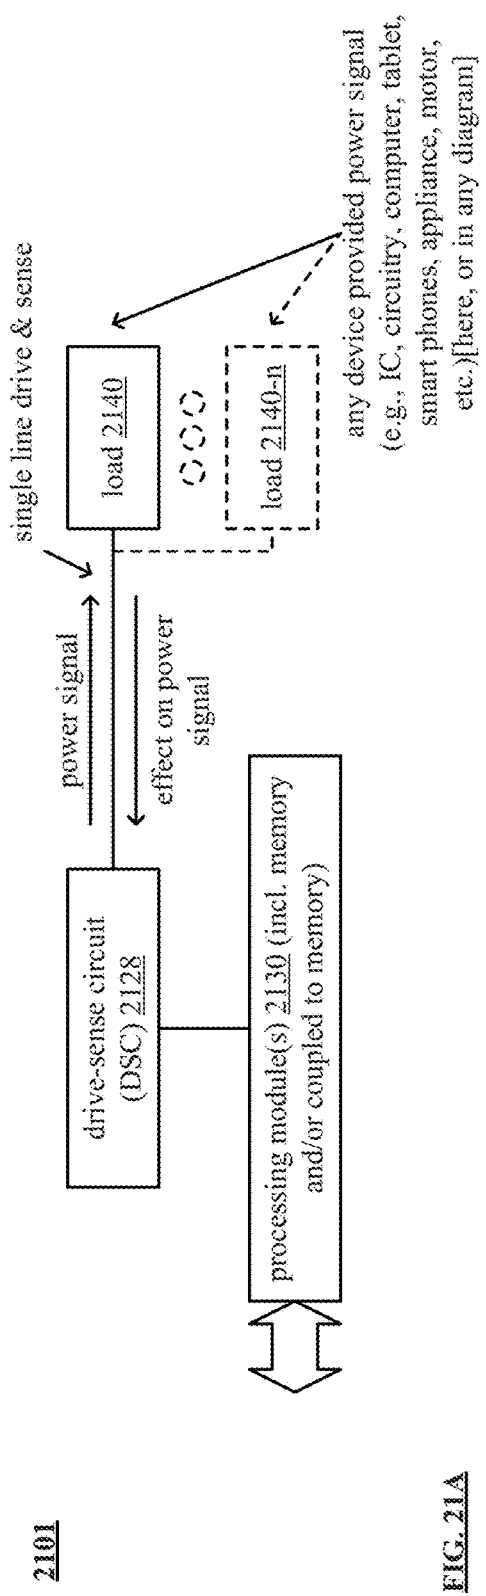 2101
single line drive & sense
power signal
drive-sense circuit
(DSC) 2128
load 2140
effect on power
signal
load 2140-n
processing module(s) 2130 (incl. memory
and/or coupled to memory)
any device provided power signal
(e.g., IC, circuitry, computer, tablet,
smart phones, appliance, motor,
etc.)[here, or in any diagram]
FIG. 21A